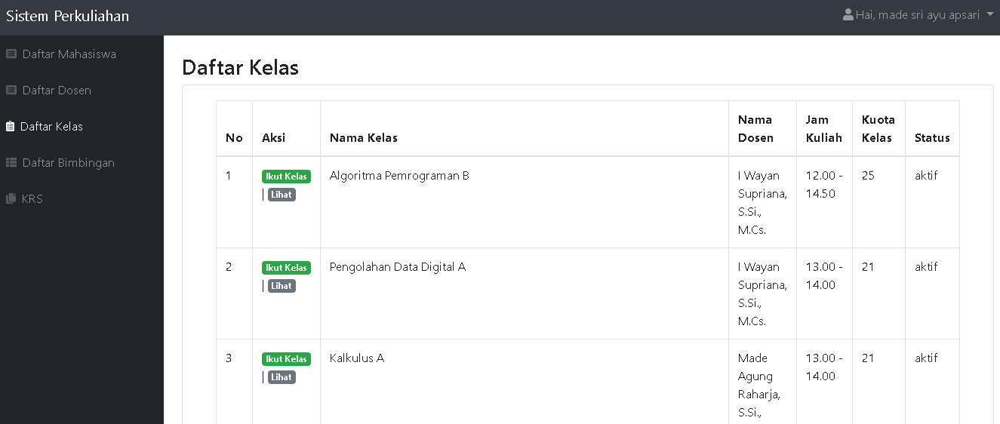 Sistem Perkuliahan
Hai, made sri ayu apsari
Daftar Mahasiswa
Daftar Dosen
Daftar Kelas
Daftar Bimbingan
KRS
Daftar Kelas
No Aksi Nama Kelas Nama Dosen Jam Kuliah Kuota Kelas Status
1 Ikut Kelas | Lihat Algoritma Pemrograman B I Wayan Supriana, S.Si., M.Cs. 12.00 - 14.50 25 aktif
2 Ikut Kelas | Lihat Pengolahan Data Digital A I Wayan Supriana, S.Si., M.Cs. 13.00 - 14.00 21 aktif
3 Ikut Kelas | Lihat Kalkulus A Made Agung Raharja, S.Si., 13.00 - 14.00 21 aktif